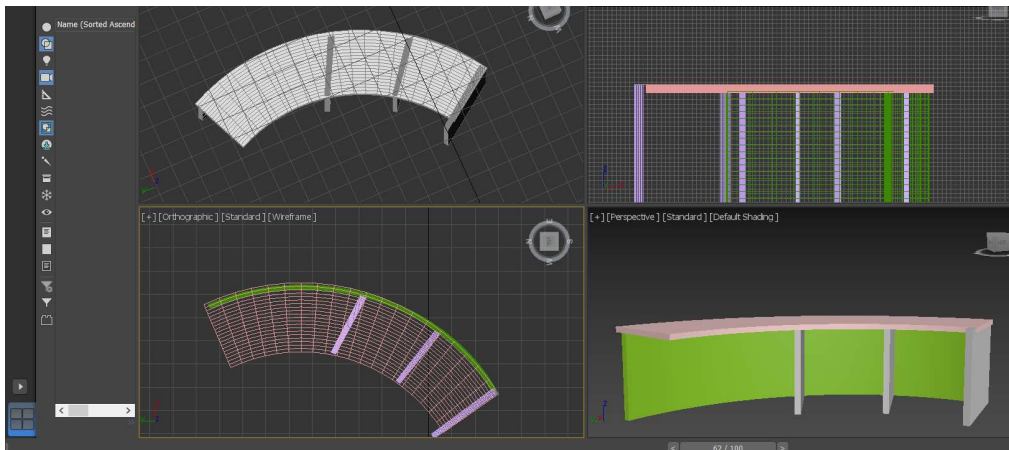 Name (Sorted Ascend
[+] [Orthographic] [Standard] [Wireframe]
[+] [Perspective] [Standard] [Default Shading]
62 / 100